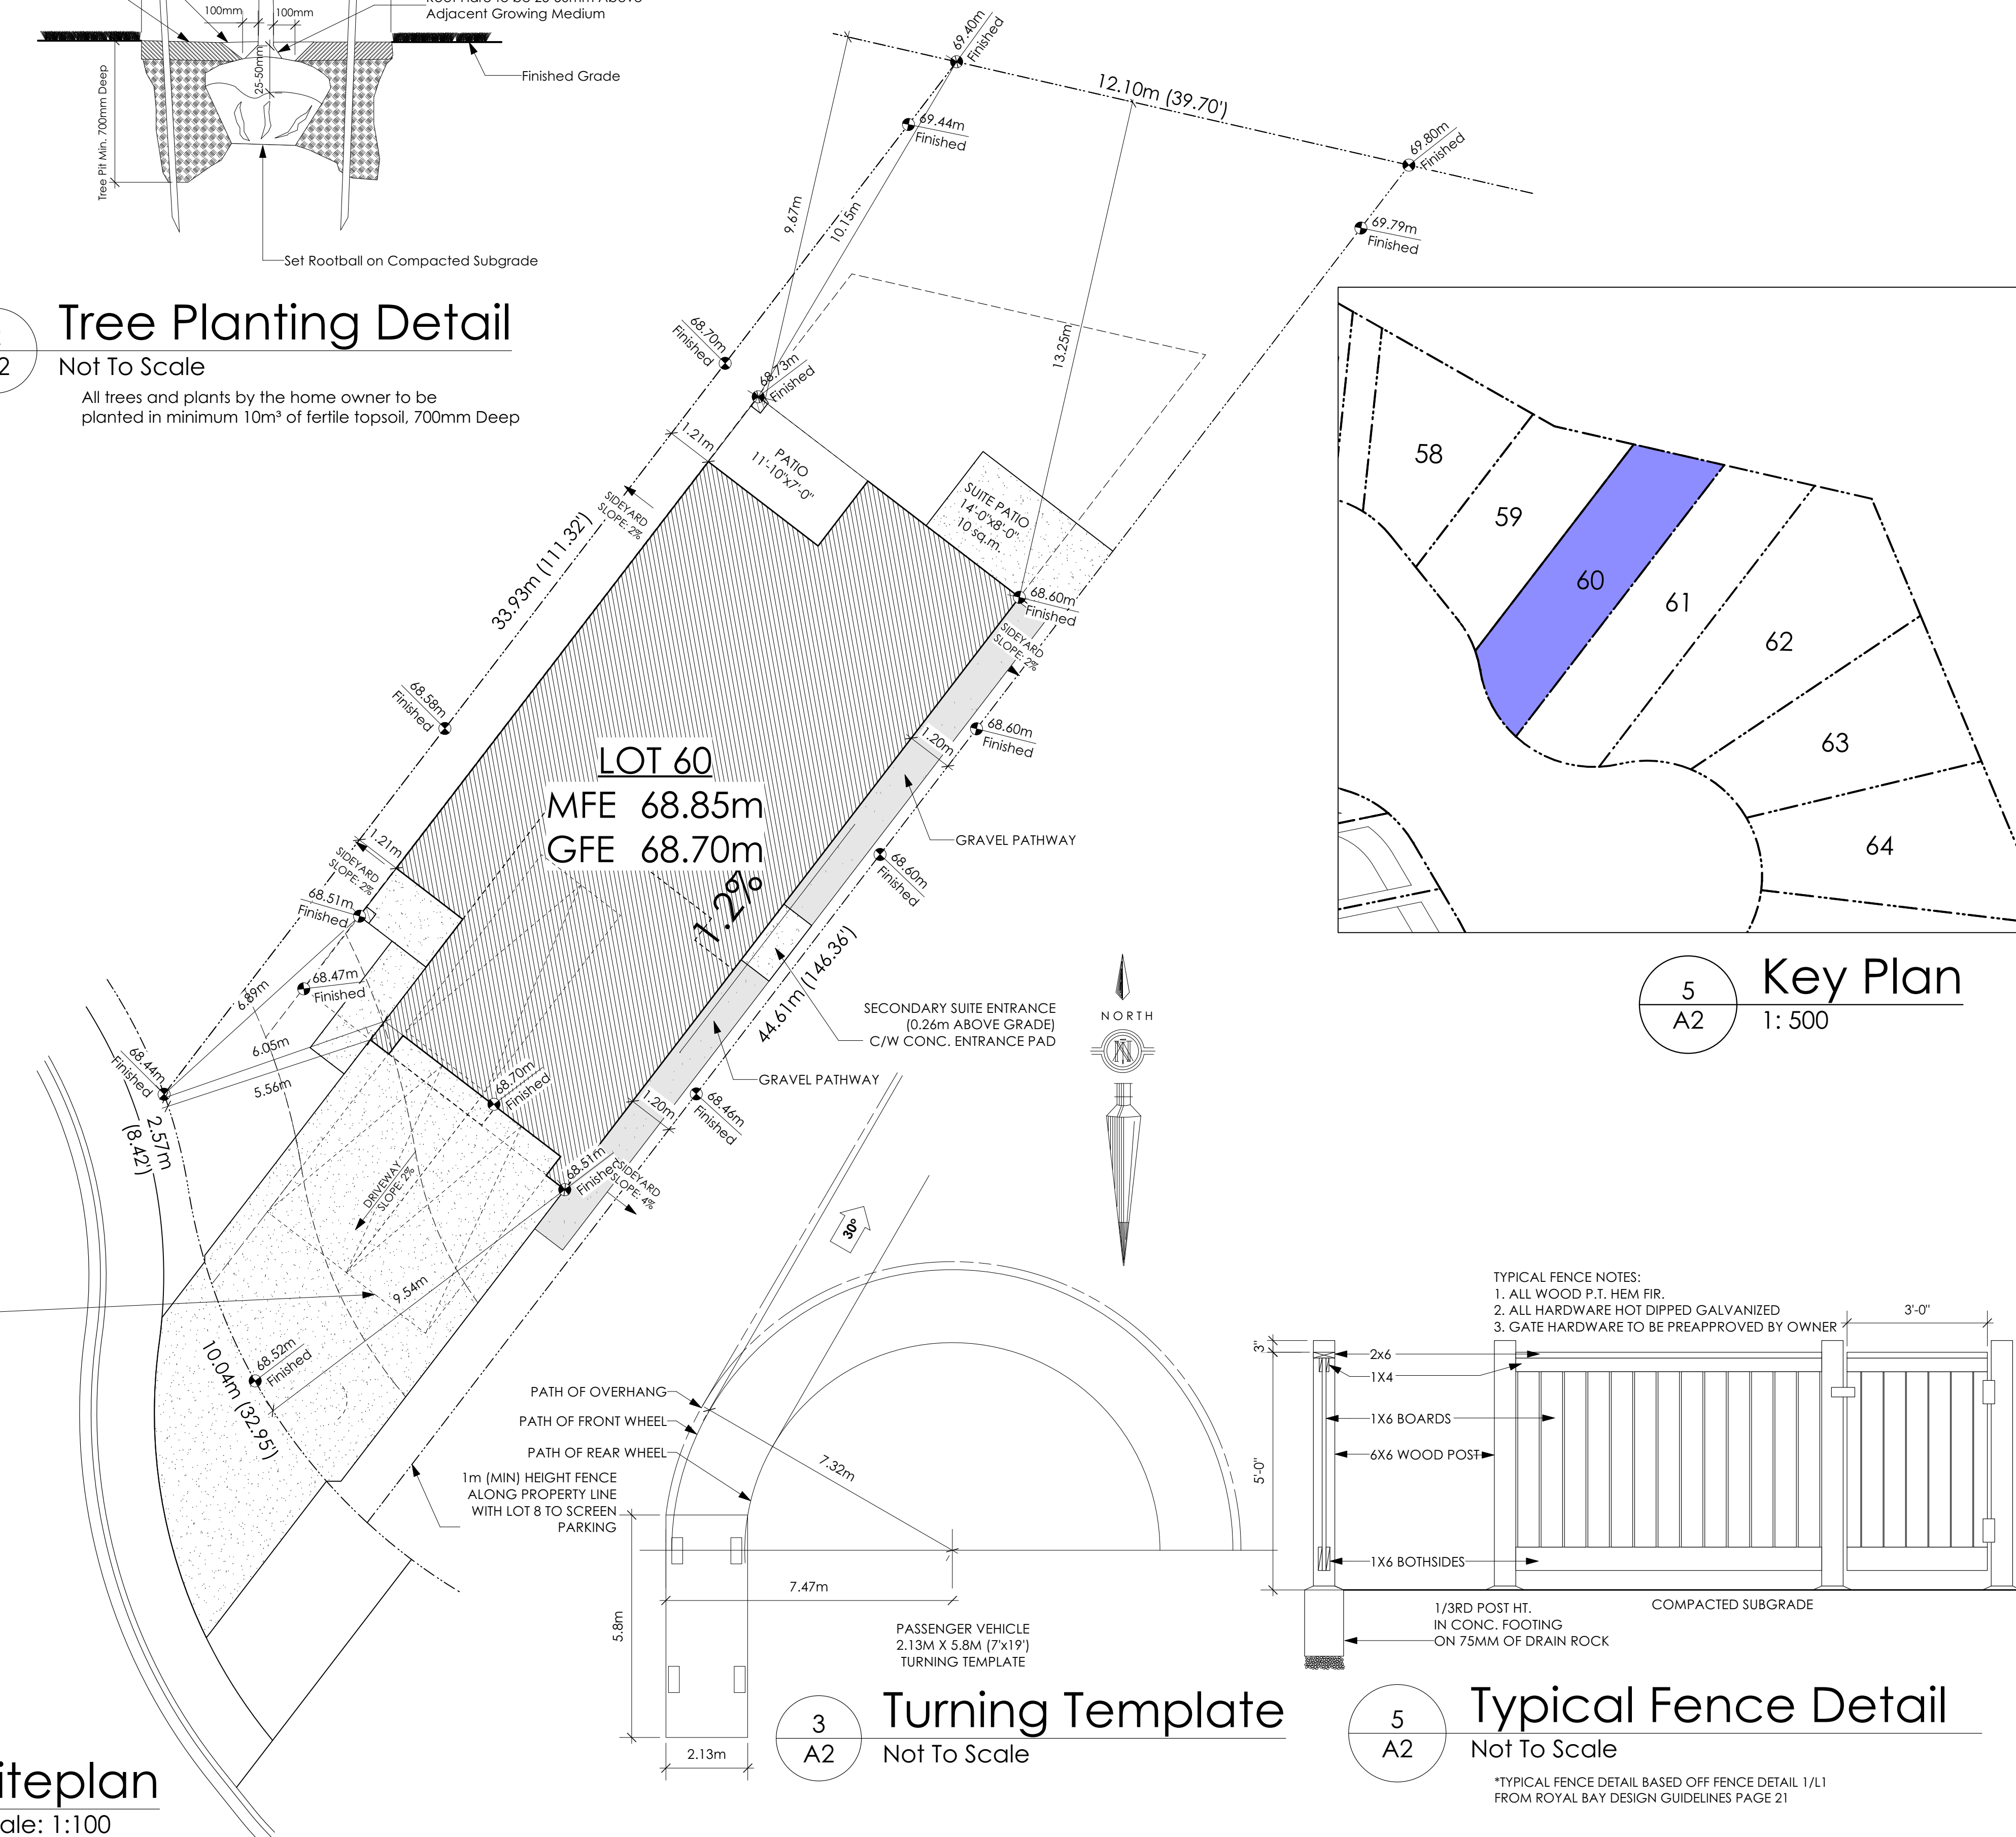 Adjacent Growing Medium
100mm
100mm
25-50mm
Finished Grade
Tree Pit Min. 700mm Deep
Set Rootball on Compacted Subgrade
2
Tree Planting Detail
Not To Scale
All trees and plants by the home owner to be
planted in minimum 10m³ of fertile topsoil, 700mm Deep
69.40m
Finished
12.10m (39.70')
69.44m
Finished
69.80m
Finished
69.79m
Finished
9.67m
10.15m
13.25m
68.70m
Finished
68.73m
Finished
1.21m
PATIO
11'-10"x7'-0"
SUITE PATIO
14'-0"x8'-0"
10 sq.m.
SIDEYARD
SLOPE: 2%
33.93m (111.32')
68.60m
Finished
SIDEYARD
SLOPE: 2%
68.58m
Finished
68.60m
Finished
1.20m
LOT 60
MFE 68.85m
GFE 68.70m
1.2%
GRAVEL PATHWAY
68.60m
Finished
1.21m
SIDEYARD
SLOPE: 2%
68.51m
Finished
68.47m
Finished
6.89m
6.05m
5.56m
68.44m
Finished
2.57m
(8.42')
44.61m (146.36')
SECONDARY SUITE ENTRANCE
(0.26m ABOVE GRADE)
C/W CONC. ENTRANCE PAD
GRAVEL PATHWAY
68.70m
Finished
1.20m
68.46m
Finished
68.51m
Finished
SIDEYARD
SLOPE: 4%
DRIVEWAY
SLOPE: 2%
9.54m
68.52m
Finished
10.04m (32.95')
1m (MIN) HEIGHT FENCE
ALONG PROPERTY LINE
WITH LOT 8 TO SCREEN
PARKING
NORTH
N
58
59
60
61
62
63
64
5
A2
Key Plan
1: 500
30°
PATH OF OVERHANG
PATH OF FRONT WHEEL
PATH OF REAR WHEEL
7.32m
7.47m
5.8m
2.13m
PASSENGER VEHICLE
2.13M X 5.8M (7'x19')
TURNING TEMPLATE
3
A2
Turning Template
Not To Scale
TYPICAL FENCE NOTES:
1. ALL WOOD P.T. HEM FIR.
2. ALL HARDWARE HOT DIPPED GALVANIZED
3. GATE HARDWARE TO BE PREAPPROVED BY OWNER
3'-0"
3"
2x6
1X4
1X6 BOARDS
6X6 WOOD POST
5'-0"
1X6 BOTHSIDES
1/3RD POST HT.
IN CONC. FOOTING
ON 75MM OF DRAIN ROCK
COMPACTED SUBGRADE
5
A2
Typical Fence Detail
Not To Scale
*TYPICAL FENCE DETAIL BASED OFF FENCE DETAIL 1/L1
FROM ROYAL BAY DESIGN GUIDELINES PAGE 21
iteplan
ale: 1:100